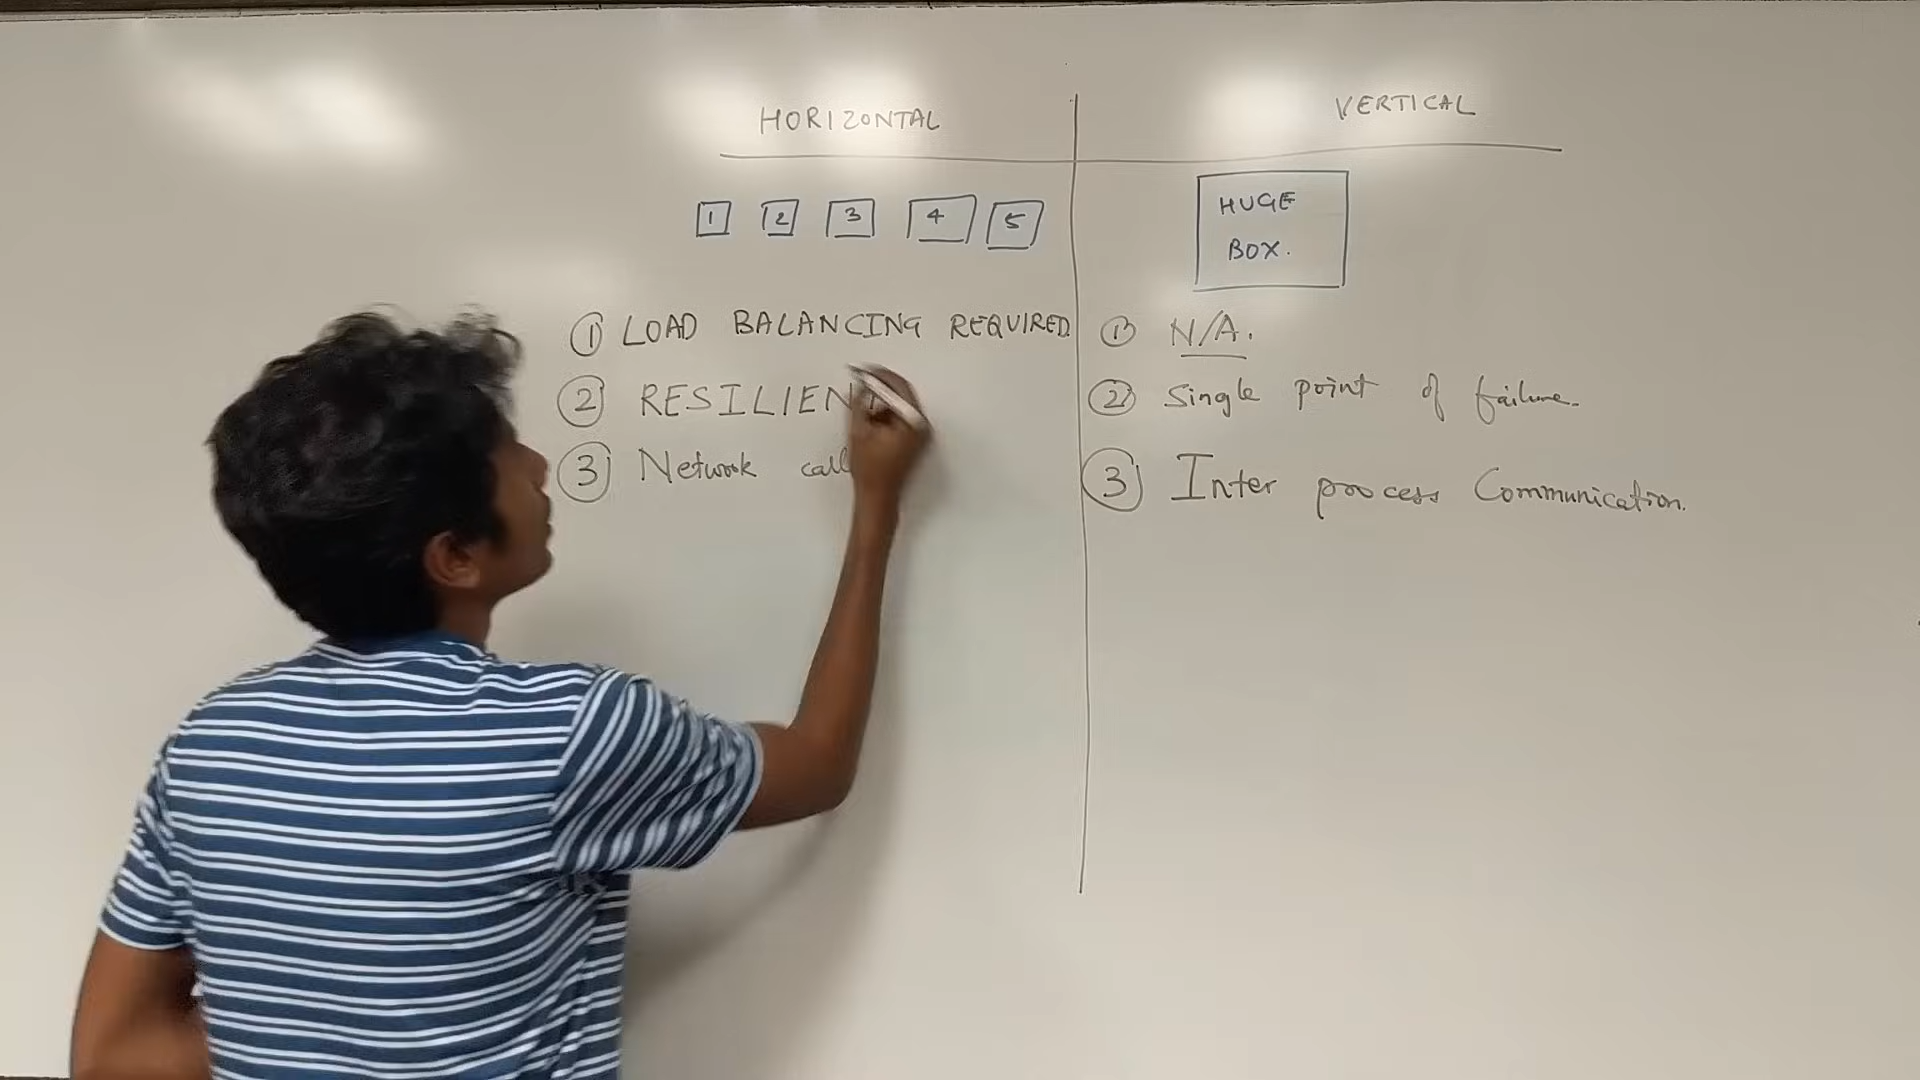 HORIZONTAL
VERTICAL
1 2 3 4 5
HUGE
BOX.
① LOAD BALANCING REQUIRED
① N/A.
② RESILIENT
② Single point of failure.
③ Network
③ Inter process Communication.